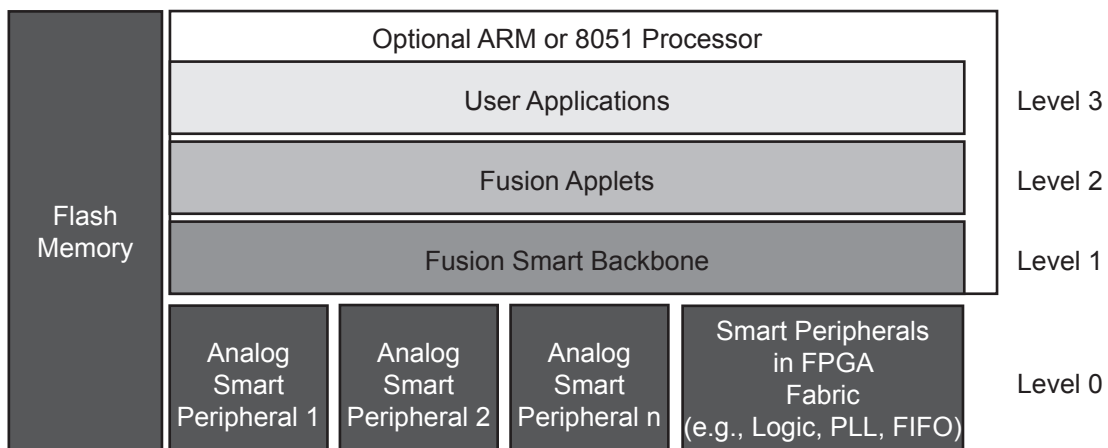 Optional ARM or 8051 Processor
User Applications
Level 3
Fusion Applets
Level 2
Flash
Memory
Fusion Smart Backbone
Level 1
Analog
Smart
Peripheral 1
Analog
Smart
Peripheral 2
Analog
Smart
Peripheral n
Smart Peripherals
in FPGA
Fabric
(e.g., Logic, PLL, FIFO)
Level 0